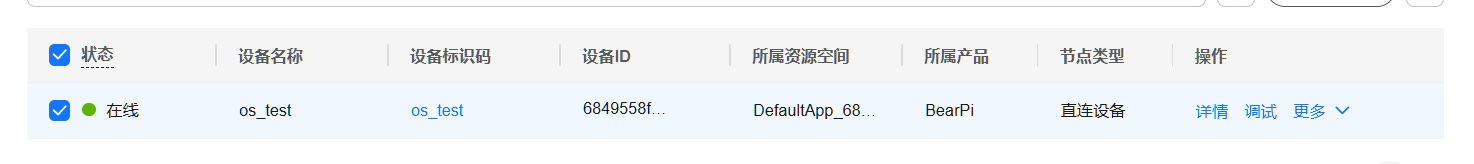 状态 设备名称 设备标识码 设备ID 所属资源空间 所属产品 节点类型 操作
在线 os_test os_test 6849558f... DefaultApp_68... BearPi 直连设备 详情 调试 更多